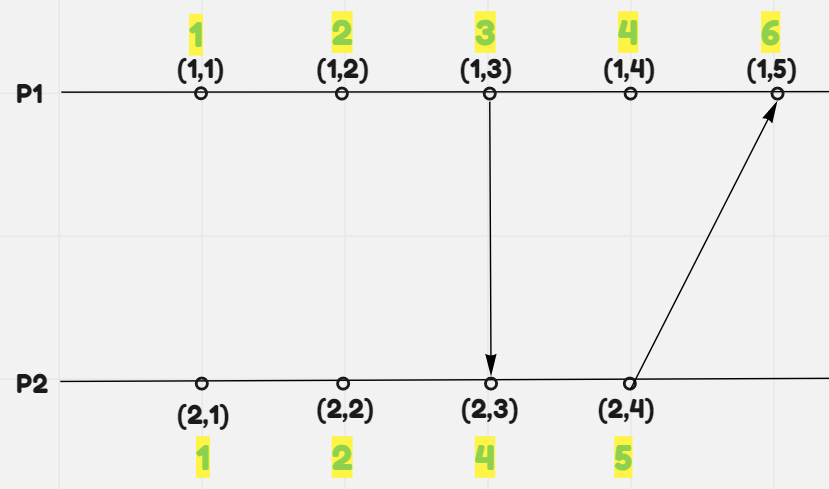 1 2 3 4 6
(1,1) (1,2) (1,3) (1,4) (1,5)
P1
P2
(2,1) (2,2) (2,3) (2,4)
1 2 4 5